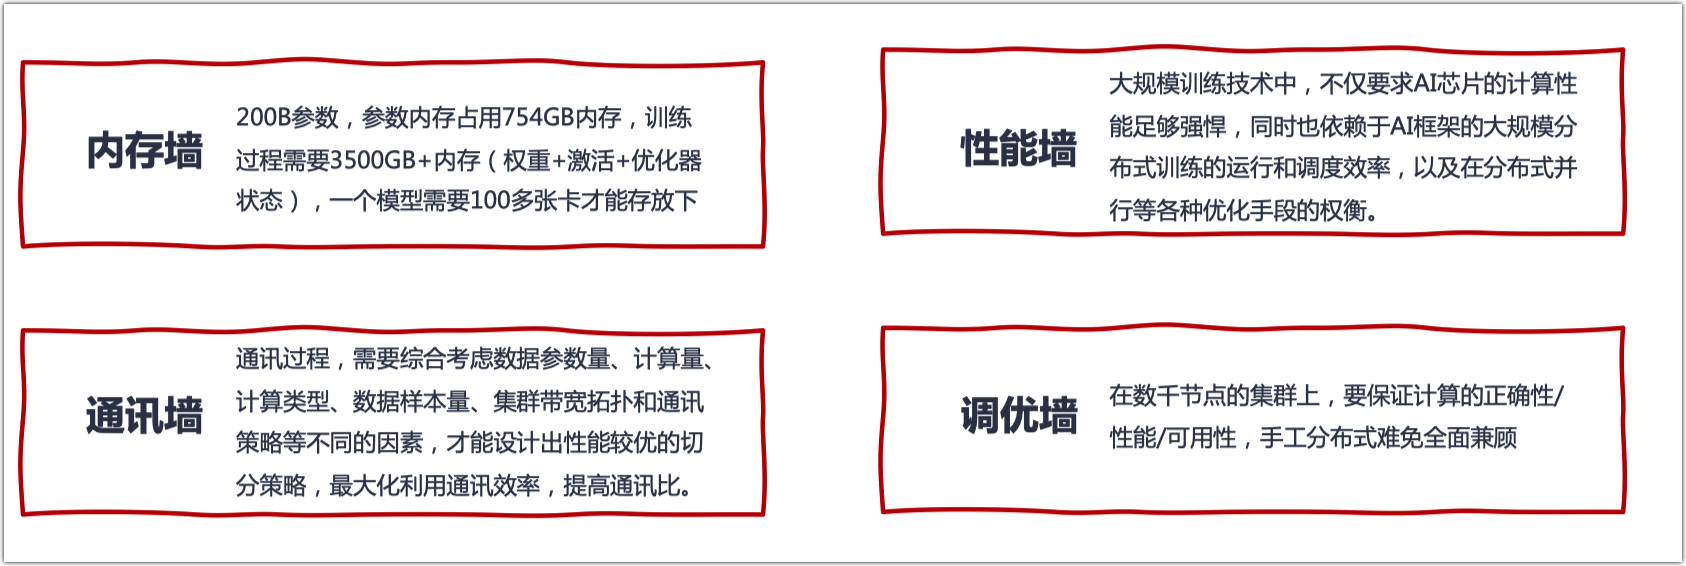 内存墙
200B参数，参数内存占用754GB内存，训练
过程需要3500GB+内存（权重+激活+优化器
状态），一个模型需要100多张卡才能存放下
性能墙
大规模训练技术中，不仅要求AI芯片的计算性
能足够强悍，同时也依赖于AI框架的大规模分
布式训练的运行和调度效率，以及在分布式并
行等各种优化手段的权衡。
通讯墙
通讯过程，需要综合考虑数据参数量、计算量、
计算类型、数据样本量、集群带宽拓扑和通讯
策略等不同的因素，才能设计出性能较优的切
分策略，最大化利用通讯效率，提高通讯比。
调优墙
在数千节点的集群上，要保证计算的正确性/
性能/可用性，手工分布式难免全面兼顾